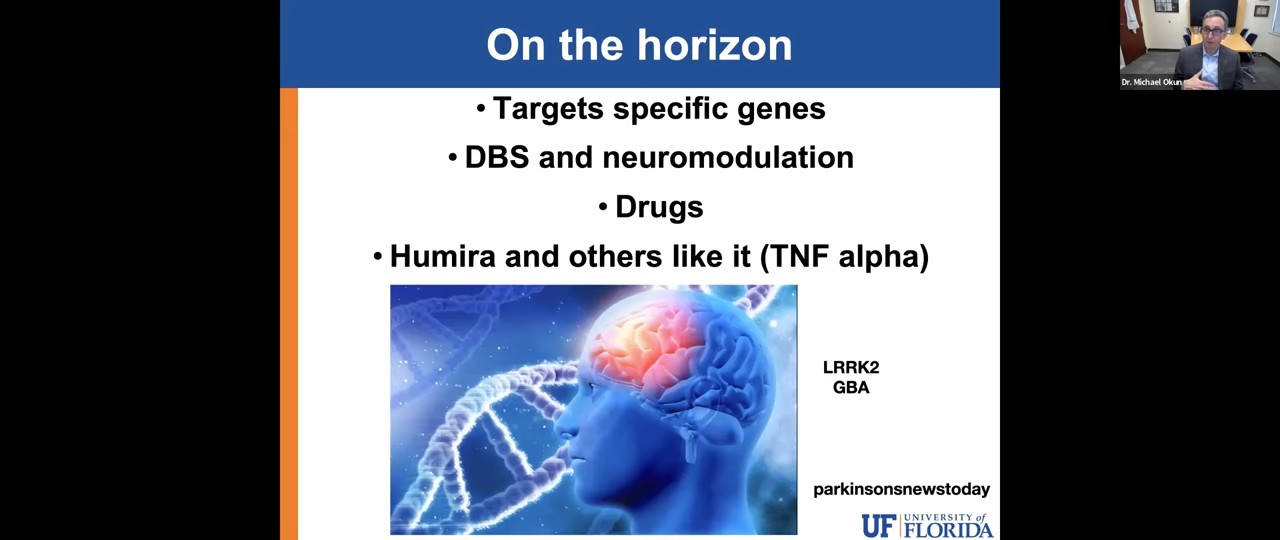 On the horizon
Dr. Michael Okun
• Targets specific genes
• DBS and neuromodulation
• Drugs
• Humira and others like it (TNF alpha)
LRRK2
GBA
parkinsonsnewstoday
UF UNIVERSITY of
FLORIDA